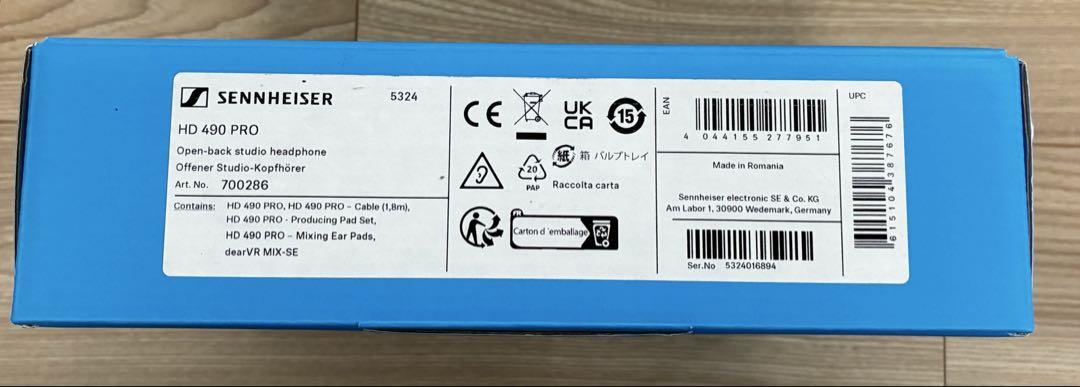 SENNHEISER 5324
HD 490 PRO
Open-back studio headphone
Offener Studio-Kopfhörer
Art. No. 700286
Contains: HD 490 PRO, HD 490 PRO – Cable (1,8m),
HD 490 PRO - Producing Pad Set,
HD 490 PRO – Mixing Ear Pads,
dearVR MIX-SE
CE
UK
CA
15
20
PAP
紙 箱 パルプトレイ
Raccolta carta
Carton d'emballage
EAN
4 044155 277951
Made in Romania
Sennheiser electronic SE & Co. KG
Am Labor 1, 30900 Wedemark, Germany
Ser.No 5324016894
UPC
6 15104 38767 6